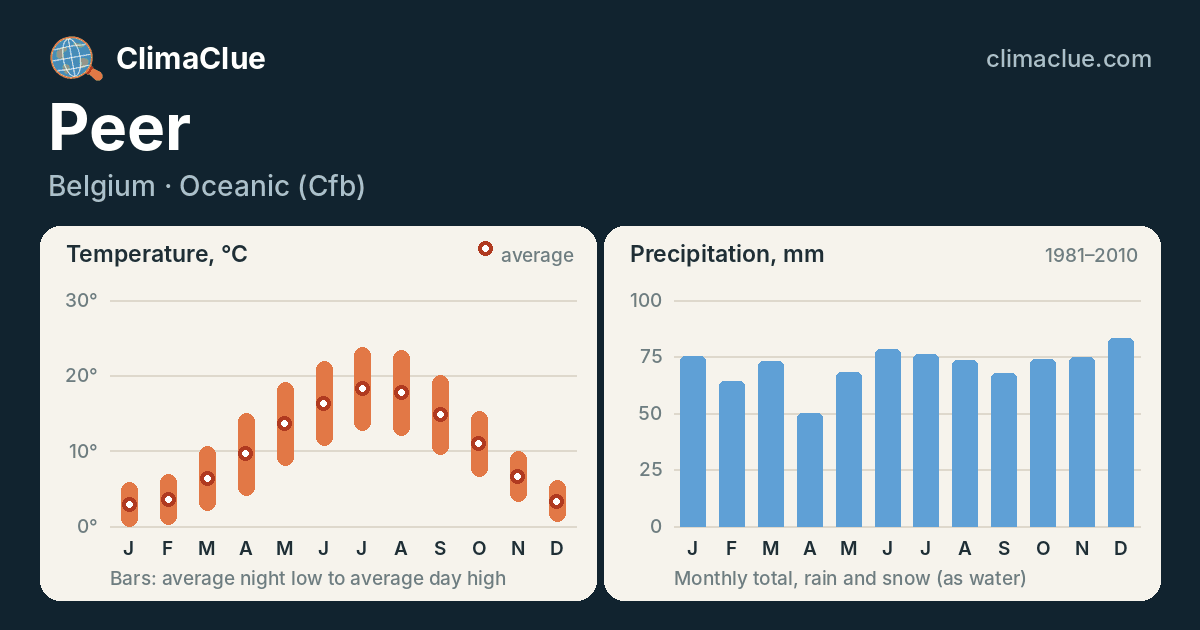 ClimaClue
climaclue.com
Peer
Belgium · Oceanic (Cfb)
Temperature, °C
average
30°
20°
10°
0°
J F M A M J J A S O N D
Bars: average night low to average day high
Precipitation, mm
1981–2010
100
75
50
25
0
J F M A M J J A S O N D
Monthly total, rain and snow (as water)